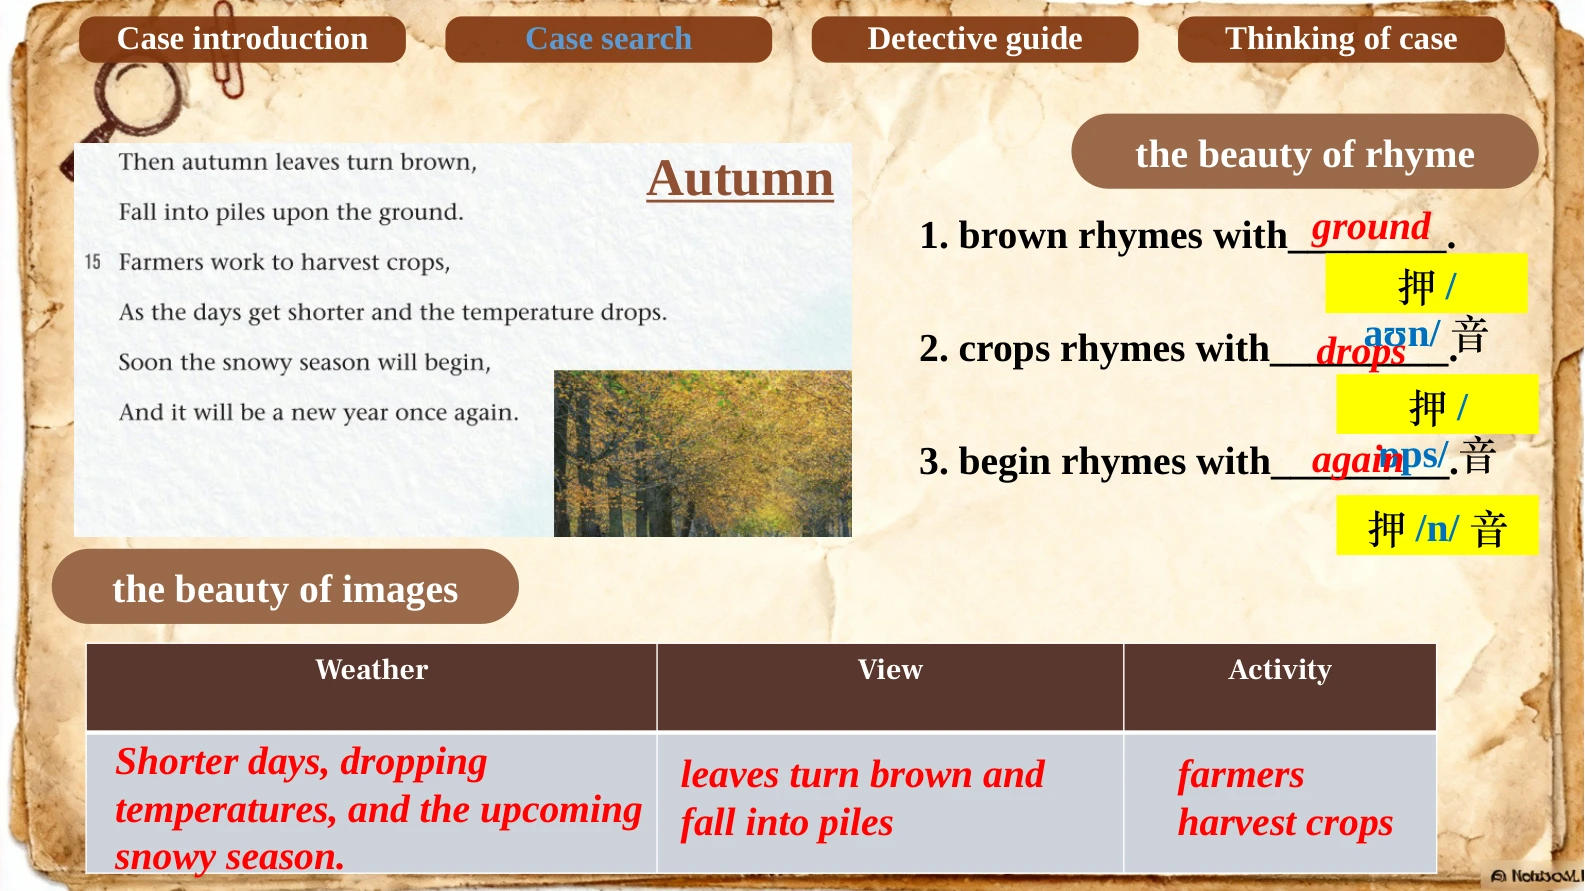 Case introduction
Case search
Detective guide
Thinking of case
Then autumn leaves turn brown,
Fall into piles upon the ground.
15 Farmers work to harvest crops,
As the days get shorter and the temperature drops.
Soon the snowy season will begin,
And it will be a new year once again.
Autumn
the beauty of rhyme
1. brown rhymes with________.
ground
押 /
aʊn/ 音
2. crops rhymes with_________.
drops
押 /
ɒps/ 音
3. begin rhymes with_________.
again
押 /n/ 音
the beauty of images
Weather
View
Activity
Shorter days, dropping
temperatures, and the upcoming
snowy season.
leaves turn brown and
fall into piles
farmers
harvest crops